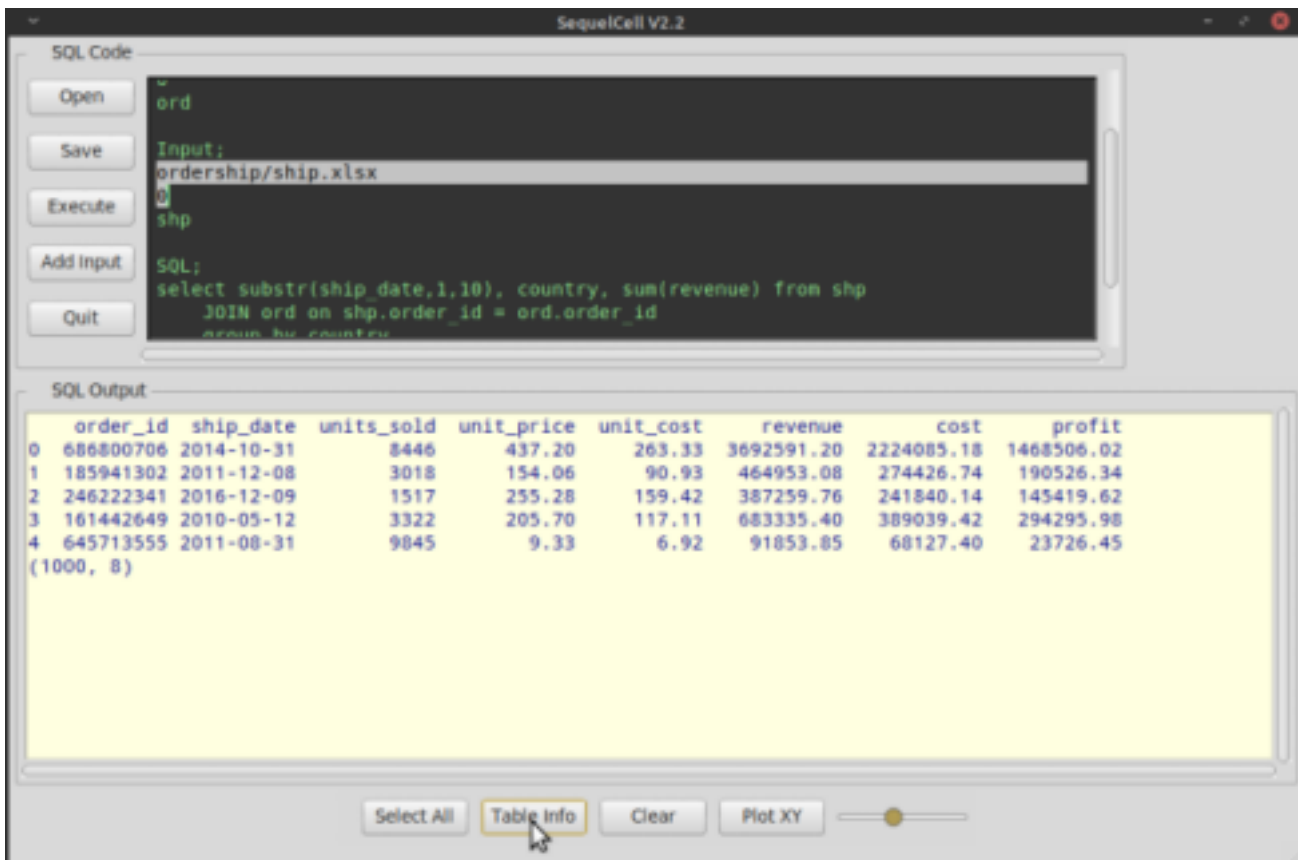 SequelCell V2.2
SQL Code
Open
Save
Execute
Add Input
Quit
ord
Input;
ordership/ship.xlsx
0
shp
SQL;
select substr(ship_date,1,10), country, sum(revenue) from shp
JOIN ord on shp.order_id = ord.order_id
group by country
SQL Output
order_id ship_date units_sold unit_price unit_cost revenue cost profit
0 686800706 2014-10-31 8446 437.20 263.33 3692591.20 2224085.18 1468506.02
1 185941302 2011-12-08 3018 154.06 90.93 464953.08 274426.74 190526.34
2 246222341 2016-12-09 1517 255.28 159.42 387259.76 241840.14 145419.62
3 161442649 2010-05-12 3322 205.70 117.11 683335.40 389039.42 294295.98
4 645713555 2011-08-31 9845 9.33 6.92 91853.85 68127.40 23726.45
(1000, 8)
Select All
Table Info
Clear
Plot XY